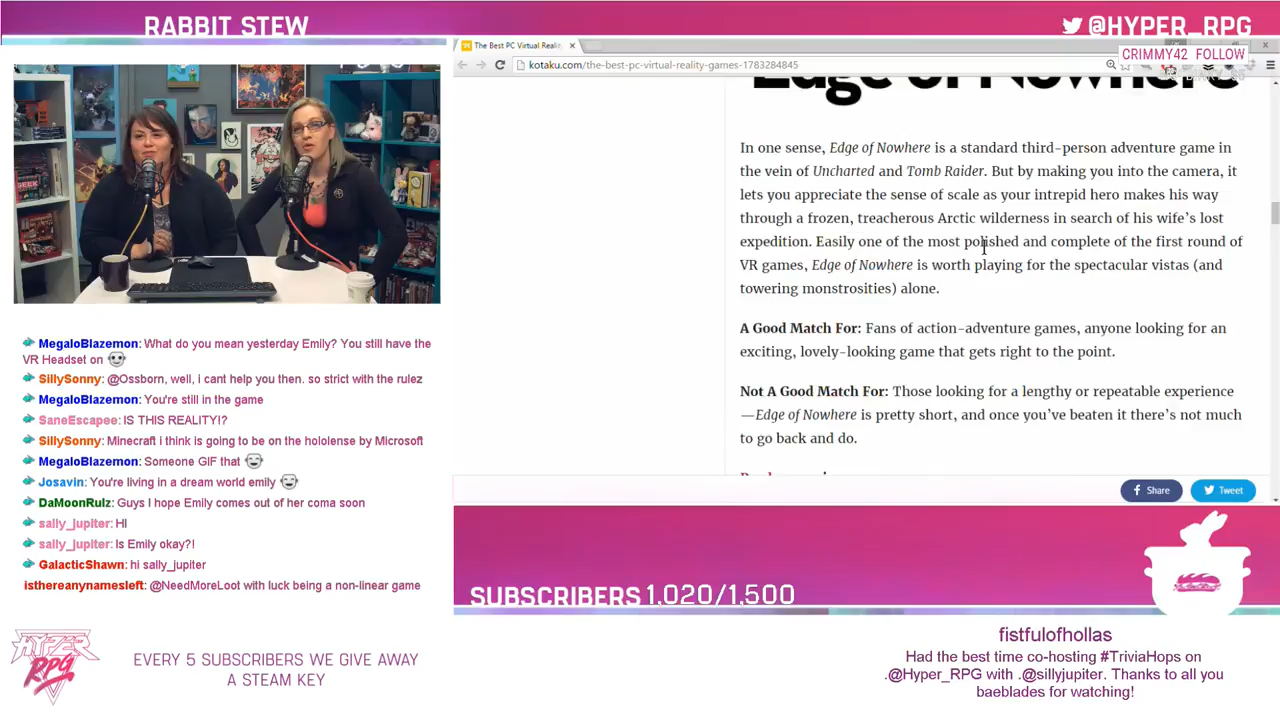 RABBIT STEW
@HYPER_RPG
The Best PC Virtual Reali
CRIMMY42 FOLLOW
kotaku.com/the-best-pc-virtual-reality-games-1783284845
Edge of Nowhere
In one sense, Edge of Nowhere is a standard third-person adventure game in
the vein of Uncharted and Tomb Raider. But by making you into the camera, it
lets you appreciate the sense of scale as your intrepid hero makes his way
through a frozen, treacherous Arctic wilderness in search of his wife's lost
expedition. Easily one of the most polished and complete of the first round of
VR games, Edge of Nowhere is worth playing for the spectacular vistas (and
towering monstrosities) alone.
A Good Match For: Fans of action-adventure games, anyone looking for an
exciting, lovely-looking game that gets right to the point.
Not A Good Match For: Those looking for a lengthy or repeatable experience
—Edge of Nowhere is pretty short, and once you've beaten it there's not much
to go back and do.
Share
Tweet
MegaloBlazemon: What do you mean yesterday Emily? You still have the
VR Headset on
SillySonny: @Ossborn, well, i cant help you then. so strict with the rulez
MegaloBlazemon: You're still in the game
SaneEscapee: IS THIS REALITY!?
SillySonny: Minecraft i think is going to be on the hololense by Microsoft
MegaloBlazemon: Someone GIF that
Josavin: You're living in a dream world emily
DaMoonRulz: Guys I hope Emily comes out of her coma soon
sally_jupiter: HI
sally_jupiter: Is Emily okay?!
GalacticShawn: hi sally_jupiter
isthereanynamesleft: @NeedMoreLoot with luck being a non-linear game
SUBSCRIBERS 1,020/1,500
HYPER
RPG
EVERY 5 SUBSCRIBERS WE GIVE AWAY
A STEAM KEY
fistfulofhollas
Had the best time co-hosting #TriviaHops on
.@Hyper_RPG with .@sillyjupiter. Thanks to all you
baeblades for watching!